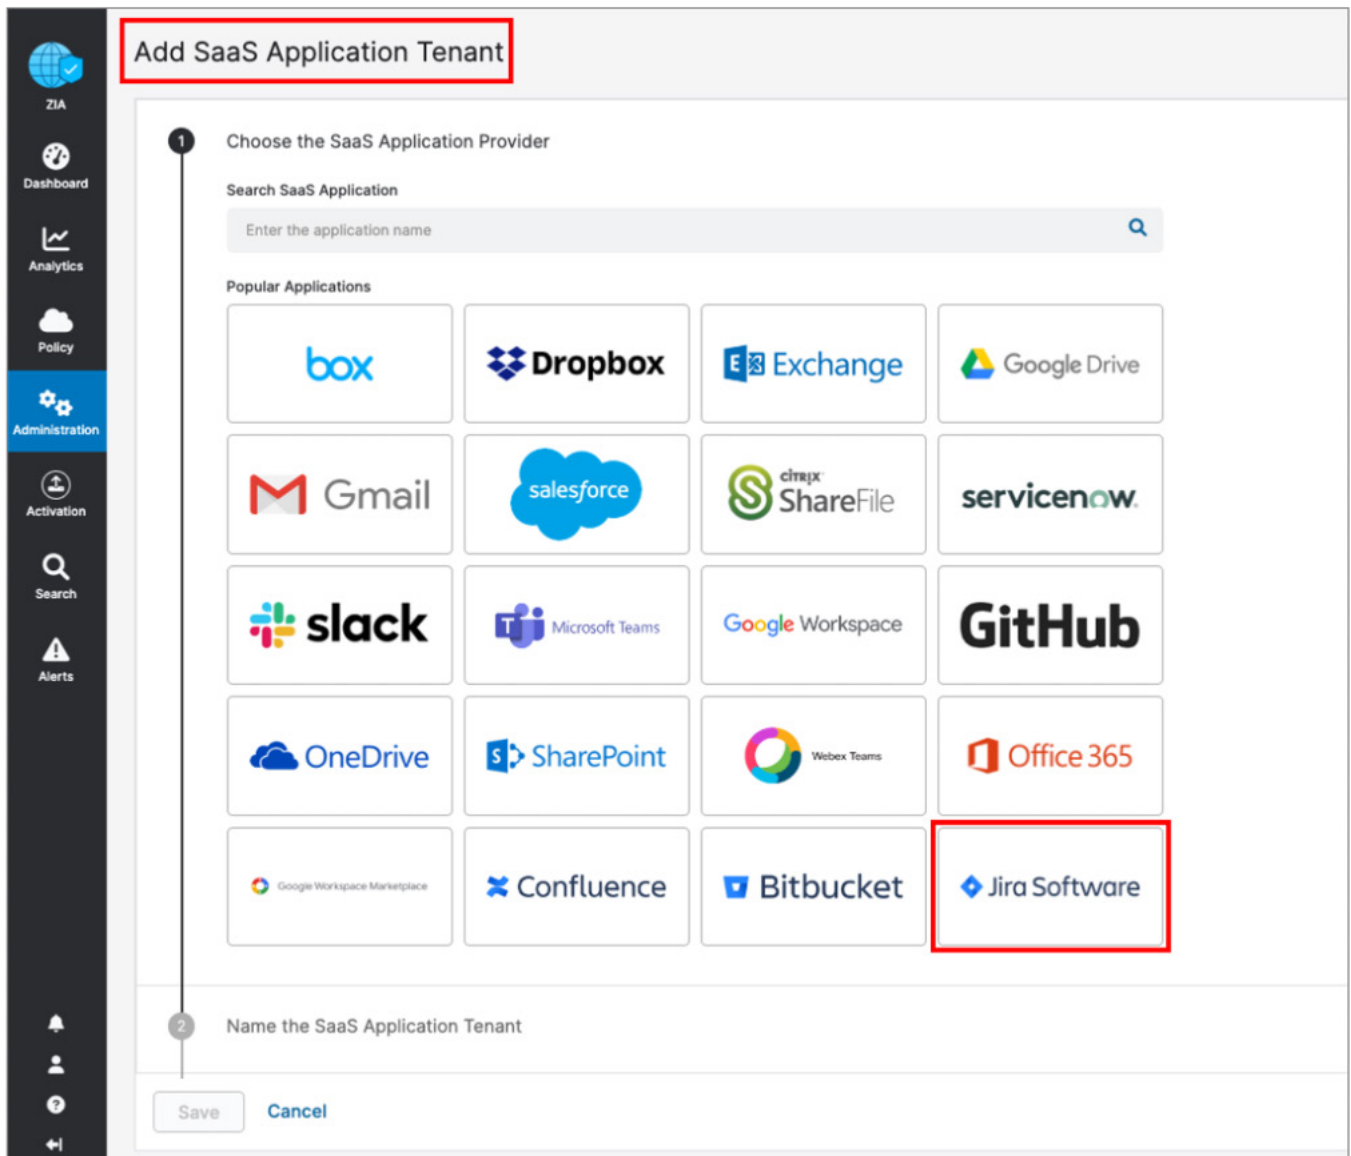 Add SaaS Application Tenant
ZIA
Dashboard
Analytics
Policy
Administration
Activation
Search
Alerts
1
Choose the SaaS Application Provider
Search SaaS Application
Enter the application name
Popular Applications
box
Dropbox
E Exchange
Google Drive
Gmail
salesforce
citrix
ShareFile
servicenow
slack
T Microsoft Teams
Google Workspace
GitHub
OneDrive
S SharePoint
Webex Teams
Office 365
Google Workspace Marketplace
Confluence
Bitbucket
Jira Software
2
Name the SaaS Application Tenant
Save
Cancel